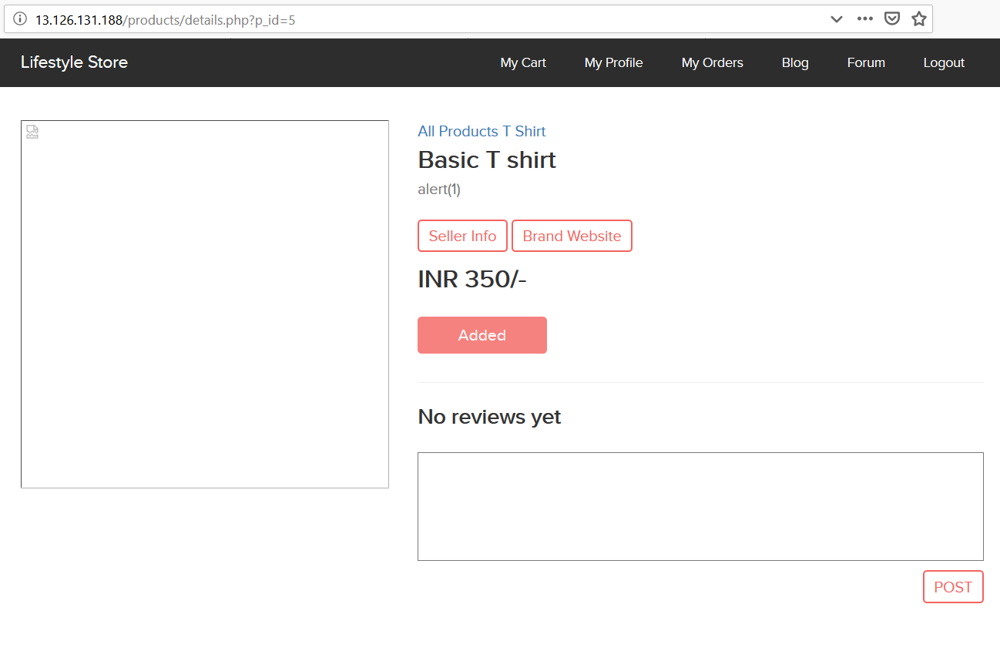 13.126.131.188/products/details.php?p_id=5
Lifestyle Store My Cart My Profile My Orders Blog Forum Logout
All Products T Shirt
Basic T shirt
alert(1)
Seller Info Brand Website
INR 350/-
Added
No reviews yet
POST